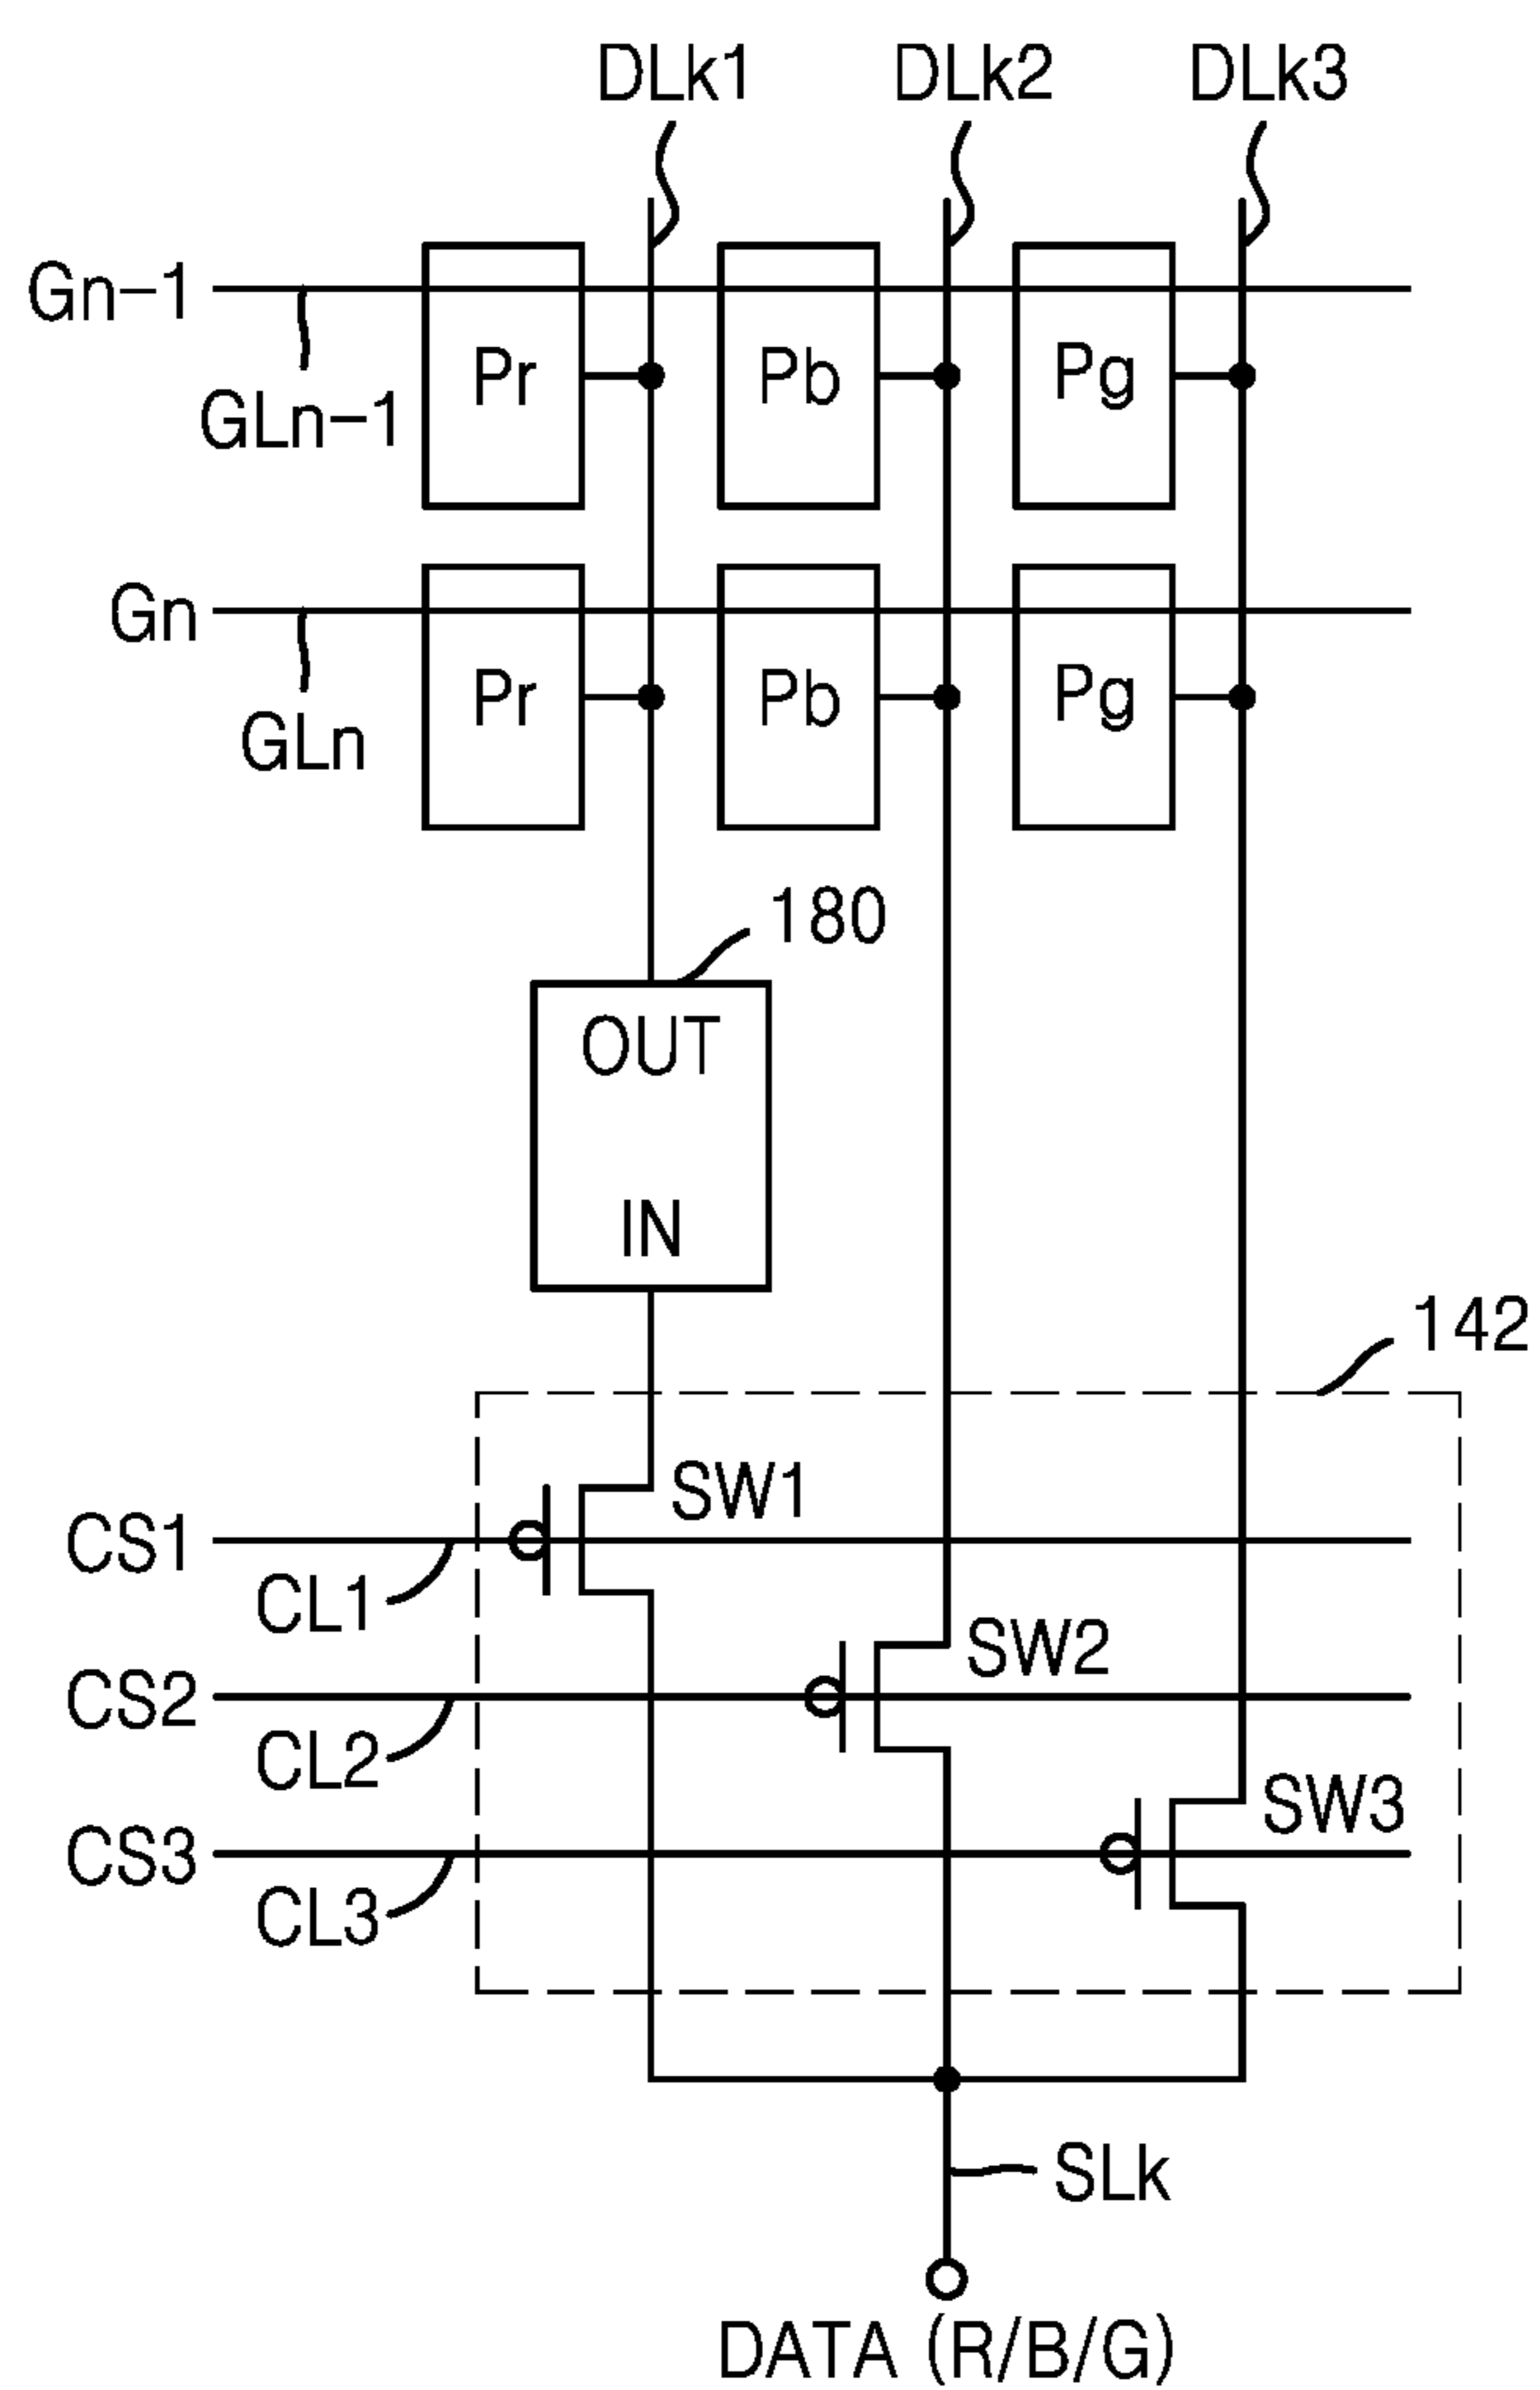 DLk1 DLk2 DLk3
Gn-1
Pr Pb Pg
GLn-1
Gn
Pr Pb Pg
GLn
180
OUT
IN
142
SW1
CS1
CL1
SW2
CS2
CL2
SW3
CS3
CL3
SLk
DATA (R/B/G)